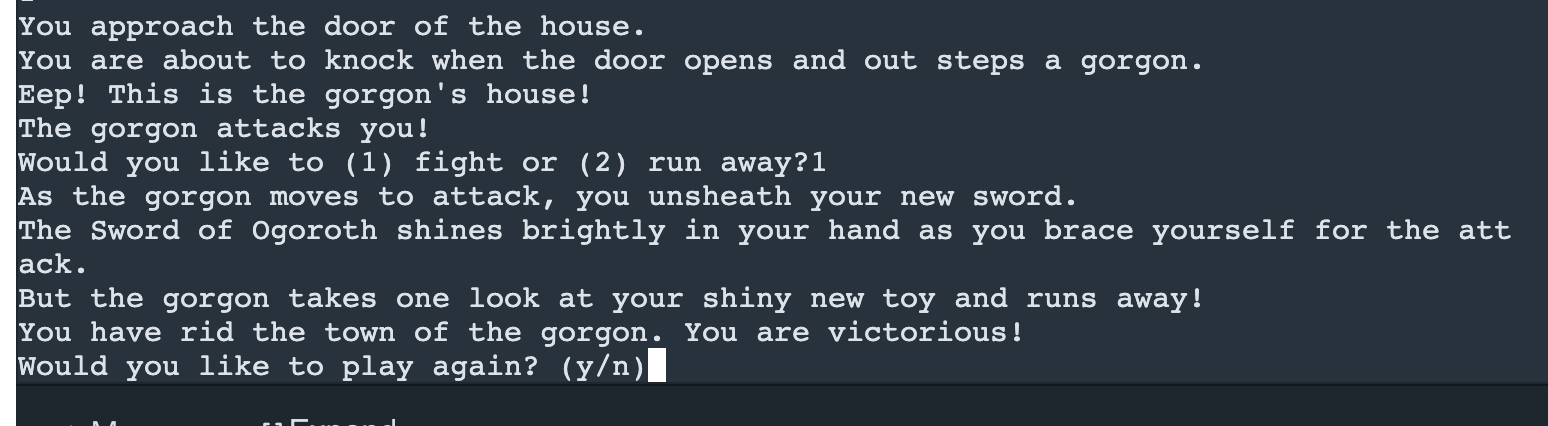 You approach the door of the house.
You are about to knock when the door opens and out steps a gorgon.
Eep! This is the gorgon's house!
The gorgon attacks you!
Would you like to (1) fight or (2) run away?1
As the gorgon moves to attack, you unsheath your new sword.
The Sword of Ogoroth shines brightly in your hand as you brace yourself for the att
ack.
But the gorgon takes one look at your shiny new toy and runs away!
You have rid the town of the gorgon. You are victorious!
Would you like to play again? (y/n)
Expand